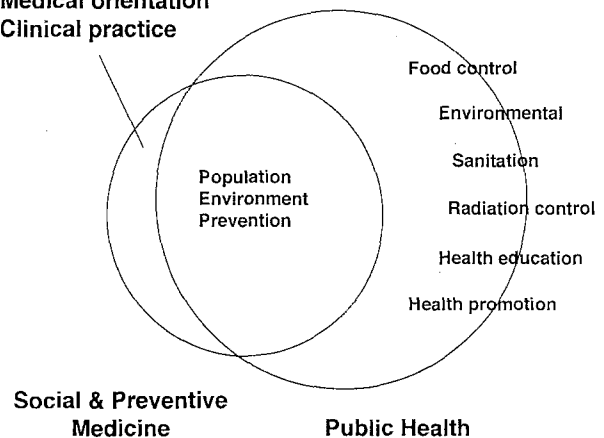 Medical orientation
Clinical practice
Food control
Environmental
Sanitation
Radiation control
Health education
Health promotion
Population
Environment
Prevention
Social & Preventive
Medicine
Public Health